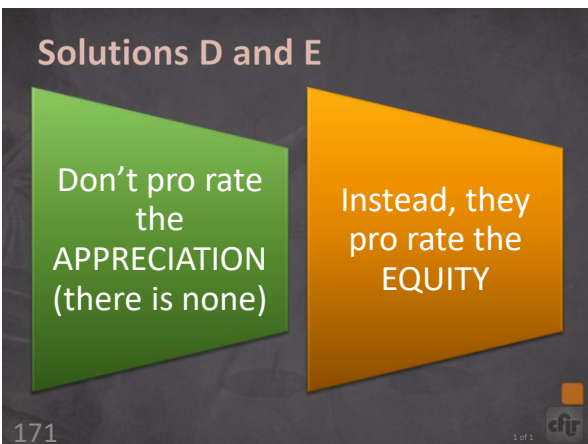 Solutions D and E
Don't pro rate
the
APPRECIATION
(there is none)
Instead, they
pro rate the
EQUITY
171
1 of 1
cfir